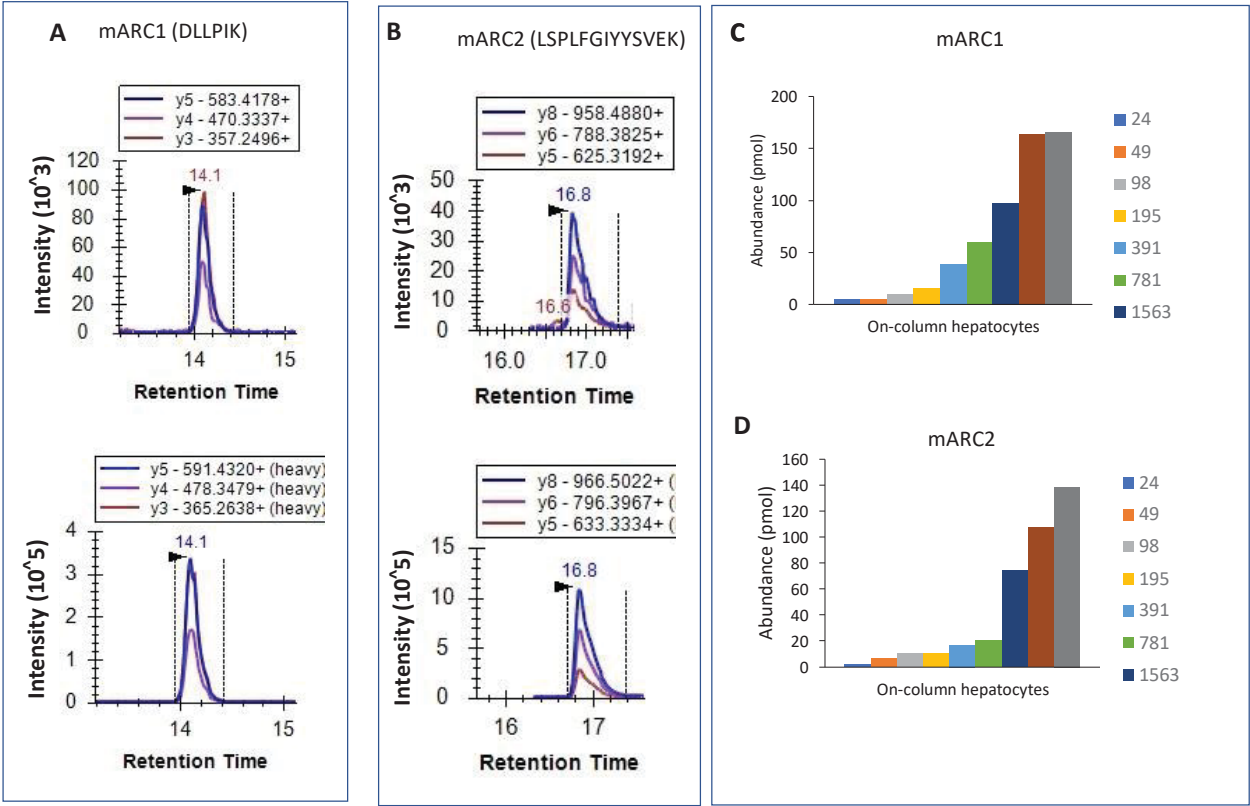 A
mARC1 (DLLPIK)
y5 - 583.4178+
y4 - 470.3337+
y3 - 357.2496+
Intensity (10^3)
120
100
80
60
40
20
0
14.1
14
15
Retention Time
y5 - 591.4320+ (heavy)
y4 - 478.3479+ (heavy)
y3 - 365.2638+ (heavy)
Intensity (10^5)
4
3
2
1
0
14.1
14
15
Retention Time
B
mARC2 (LSPLFGIYYSVEK)
y8 - 958.4880+
y6 - 788.3825+
y5 - 625.3192+
Intensity (10^3)
50
40
30
20
10
0
16.8
16.6
16.0
17.0
Retention Time
y8 - 966.5022+ (
y6 - 796.3967+ (
y5 - 633.3334+ (
Intensity (10^5)
15
10
5
0
16.8
16
17
Retention Time
C
mARC1
Abundance (pmol)
200
150
100
50
0
On-column hepatocytes
24
49
98
195
391
781
1563
D
mARC2
Abundance (pmol)
160
140
120
100
80
60
40
20
0
On-column hepatocytes
24
49
98
195
391
781
1563